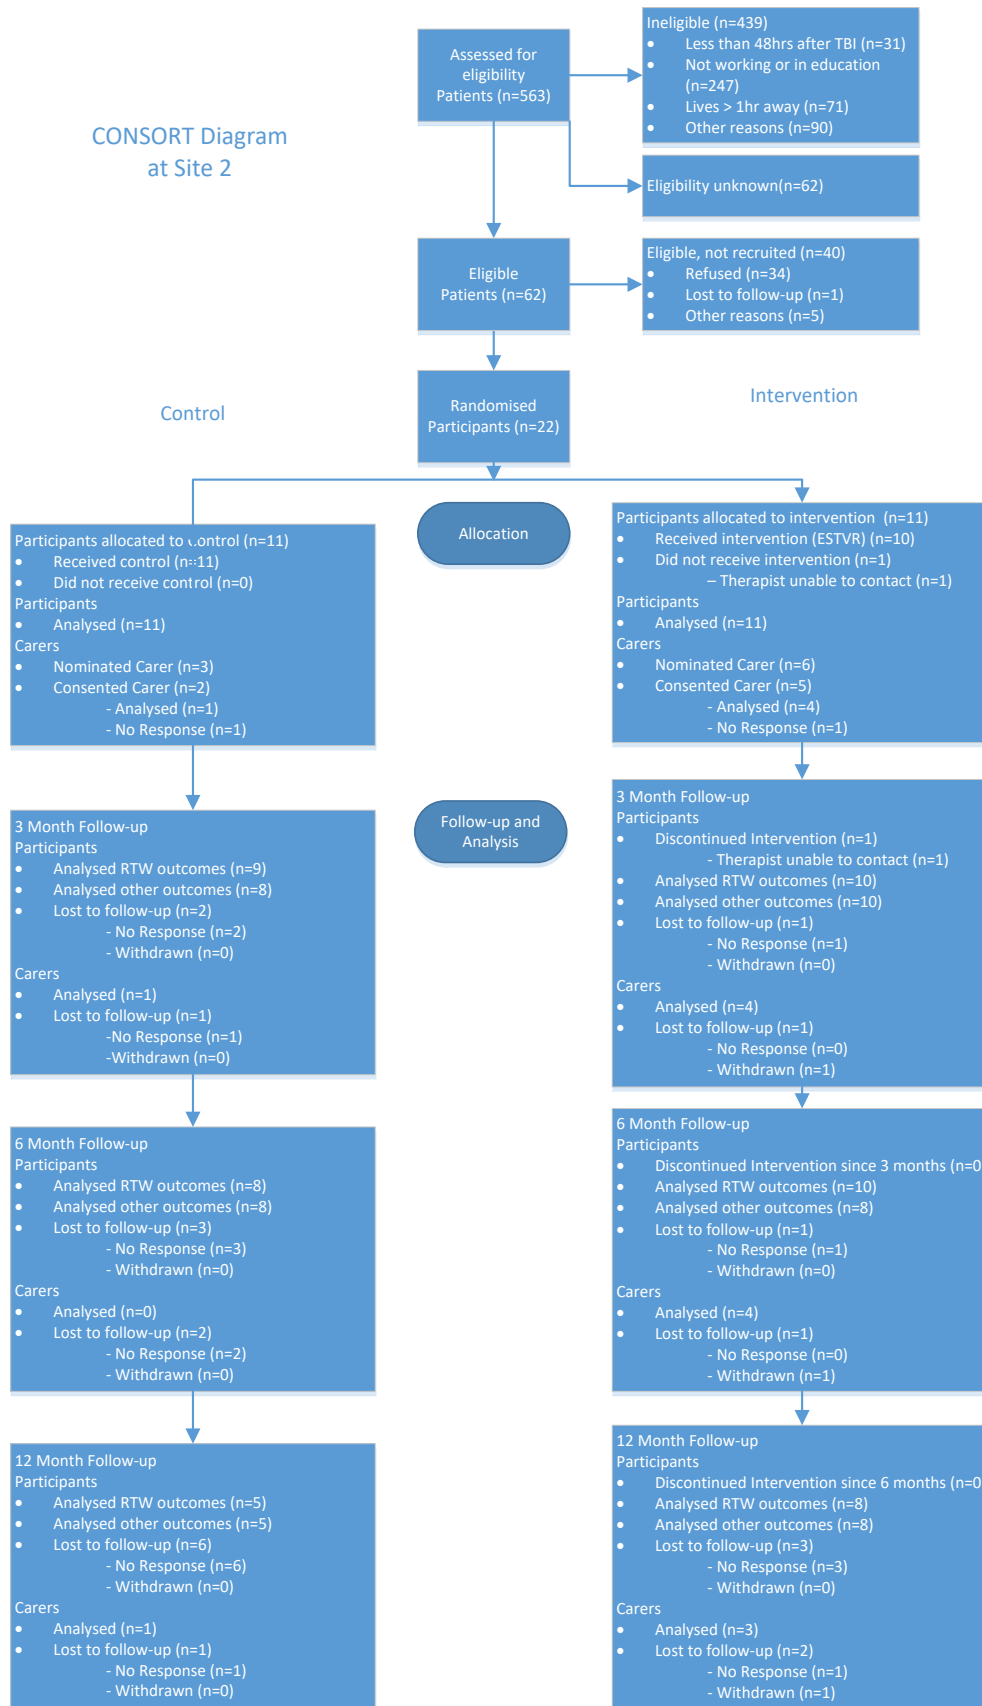 Assessed for
eligibility
Patients (n=563)
Ineligible (n=439)
• Less than 48hrs after TBI (n=31)
• Not working or in education
(n=247)
• Lives > 1hr away (n=71)
• Other reasons (n=90)
CONSORT Diagram
at Site 2
Eligibility unknown(n=62)
Eligible
Patients (n=62)
Eligible, not recruited (n=40)
• Refused (n=34)
• Lost to follow-up (n=1)
• Other reasons (n=5)
Randomised
Participants (n=22)
Control
Intervention
Allocation
Participants allocated to control (n=11)
• Received control (n=11)
• Did not receive control (n=0)
Participants
• Analysed (n=11)
Carers
• Nominated Carer (n=3)
• Consented Carer (n=2)
- Analysed (n=1)
- No Response (n=1)
Participants allocated to intervention (n=11)
• Received intervention (ESTVR) (n=10)
• Did not receive intervention (n=1)
– Therapist unable to contact (n=1)
Participants
• Analysed (n=11)
Carers
• Nominated Carer (n=6)
• Consented Carer (n=5)
- Analysed (n=4)
- No Response (n=1)
Follow-up and
Analysis
3 Month Follow-up
Participants
• Analysed RTW outcomes (n=9)
• Analysed other outcomes (n=8)
• Lost to follow-up (n=2)
- No Response (n=2)
- Withdrawn (n=0)
Carers
• Analysed (n=1)
• Lost to follow-up (n=1)
-No Response (n=1)
-Withdrawn (n=0)
3 Month Follow-up
Participants
• Discontinued Intervention (n=1)
- Therapist unable to contact (n=1)
• Analysed RTW outcomes (n=10)
• Analysed other outcomes (n=10)
• Lost to follow-up (n=1)
- No Response (n=1)
- Withdrawn (n=0)
Carers
• Analysed (n=4)
• Lost to follow-up (n=1)
- No Response (n=0)
- Withdrawn (n=1)
6 Month Follow-up
Participants
• Analysed RTW outcomes (n=8)
• Analysed other outcomes (n=8)
• Lost to follow-up (n=3)
- No Response (n=3)
- Withdrawn (n=0)
Carers
• Analysed (n=0)
• Lost to follow-up (n=2)
- No Response (n=2)
- Withdrawn (n=0)
6 Month Follow-up
Participants
• Discontinued Intervention since 3 months (n=0
• Analysed RTW outcomes (n=10)
• Analysed other outcomes (n=8)
• Lost to follow-up (n=1)
- No Response (n=1)
- Withdrawn (n=0)
Carers
• Analysed (n=4)
• Lost to follow-up (n=1)
- No Response (n=0)
- Withdrawn (n=1)
12 Month Follow-up
Participants
• Analysed RTW outcomes (n=5)
• Analysed other outcomes (n=5)
• Lost to follow-up (n=6)
- No Response (n=6)
- Withdrawn (n=0)
Carers
• Analysed (n=1)
• Lost to follow-up (n=1)
- No Response (n=1)
- Withdrawn (n=0)
12 Month Follow-up
Participants
• Discontinued Intervention since 6 months (n=0
• Analysed RTW outcomes (n=8)
• Analysed other outcomes (n=8)
• Lost to follow-up (n=3)
- No Response (n=3)
- Withdrawn (n=0)
Carers
• Analysed (n=3)
• Lost to follow-up (n=2)
- No Response (n=1)
- Withdrawn (n=1)